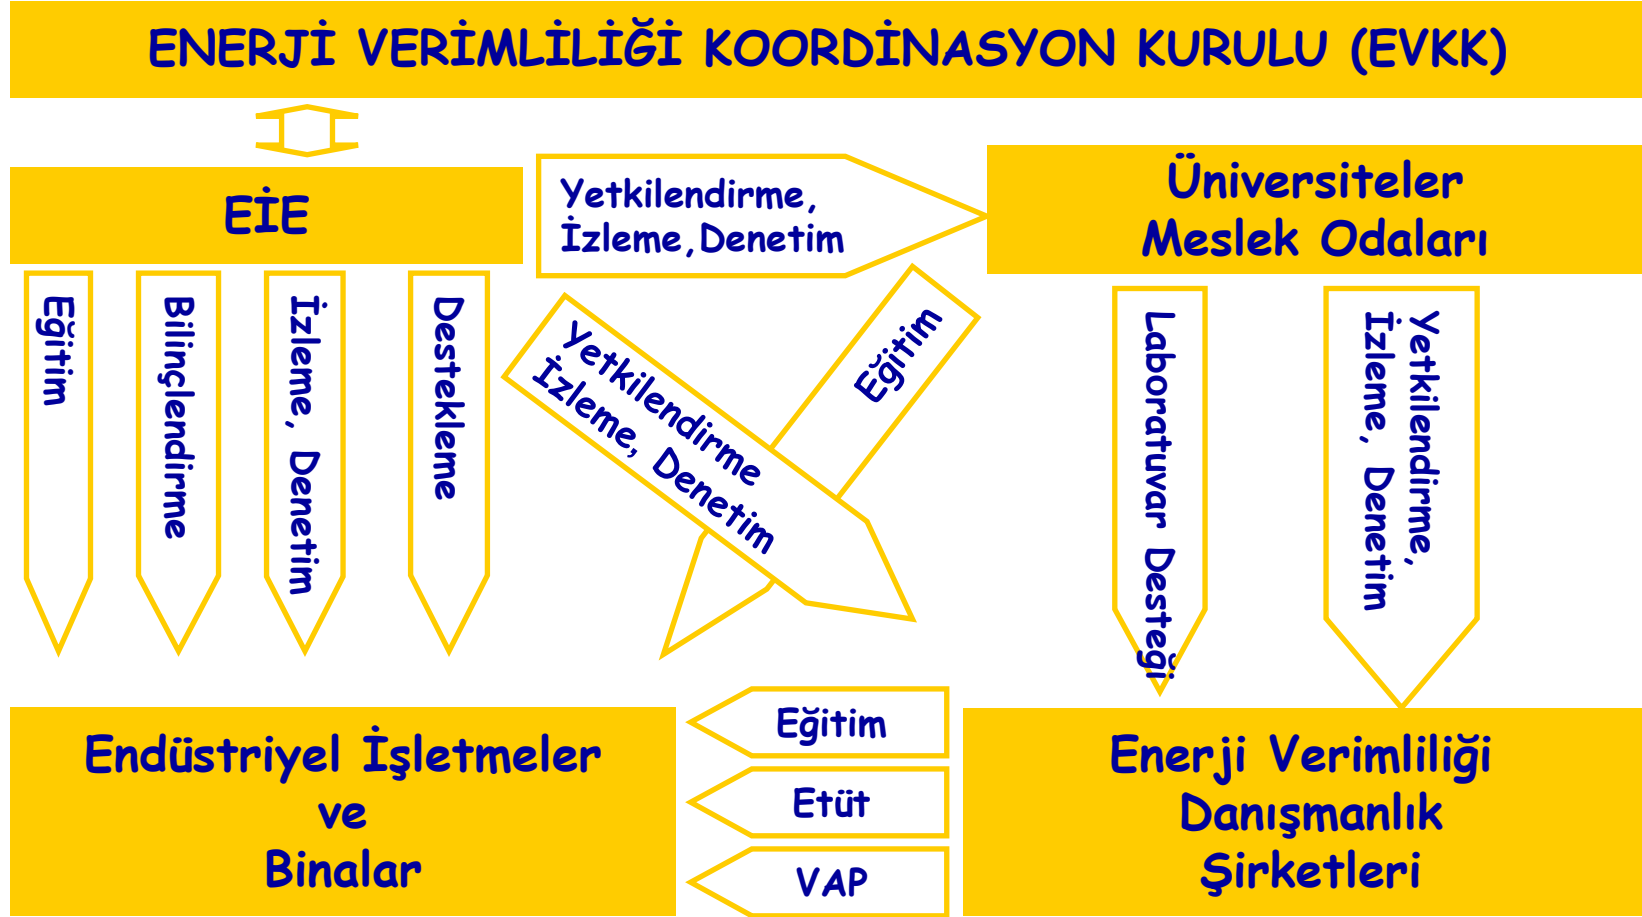 ENERJİ VERİMLİLİĞİ KOORDİNASYON KURULU (EVKK)
EİE
Yetkilendirme,
İzleme,Denetim
Üniversiteler
Meslek Odaları
Eğitim
Bilinçlendirme
İzleme, Denetim
Destekleme
Yetkilendirme
İzleme, Denetim
Eğitim
Laboratuvar Desteği
Yetkilendirme,
İzleme, Denetim
Endüstriyel İşletmeler
ve
Binalar
Eğitim
Etüt
VAP
Enerji Verimliliği
Danışmanlık
Şirketleri